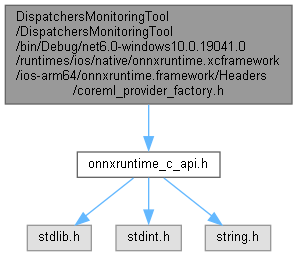 DispatchersMonitoringTool
/DispatchersMonitoringTool
/bin/Debug/net6.0-windows10.0.19041.0
/runtimes/ios/native/onnxruntime.xcframework
/ios-arm64/onnxruntime.framework/Headers
/coreml_provider_factory.h
onnxruntime_c_api.h
stdlib.h
stdint.h
string.h